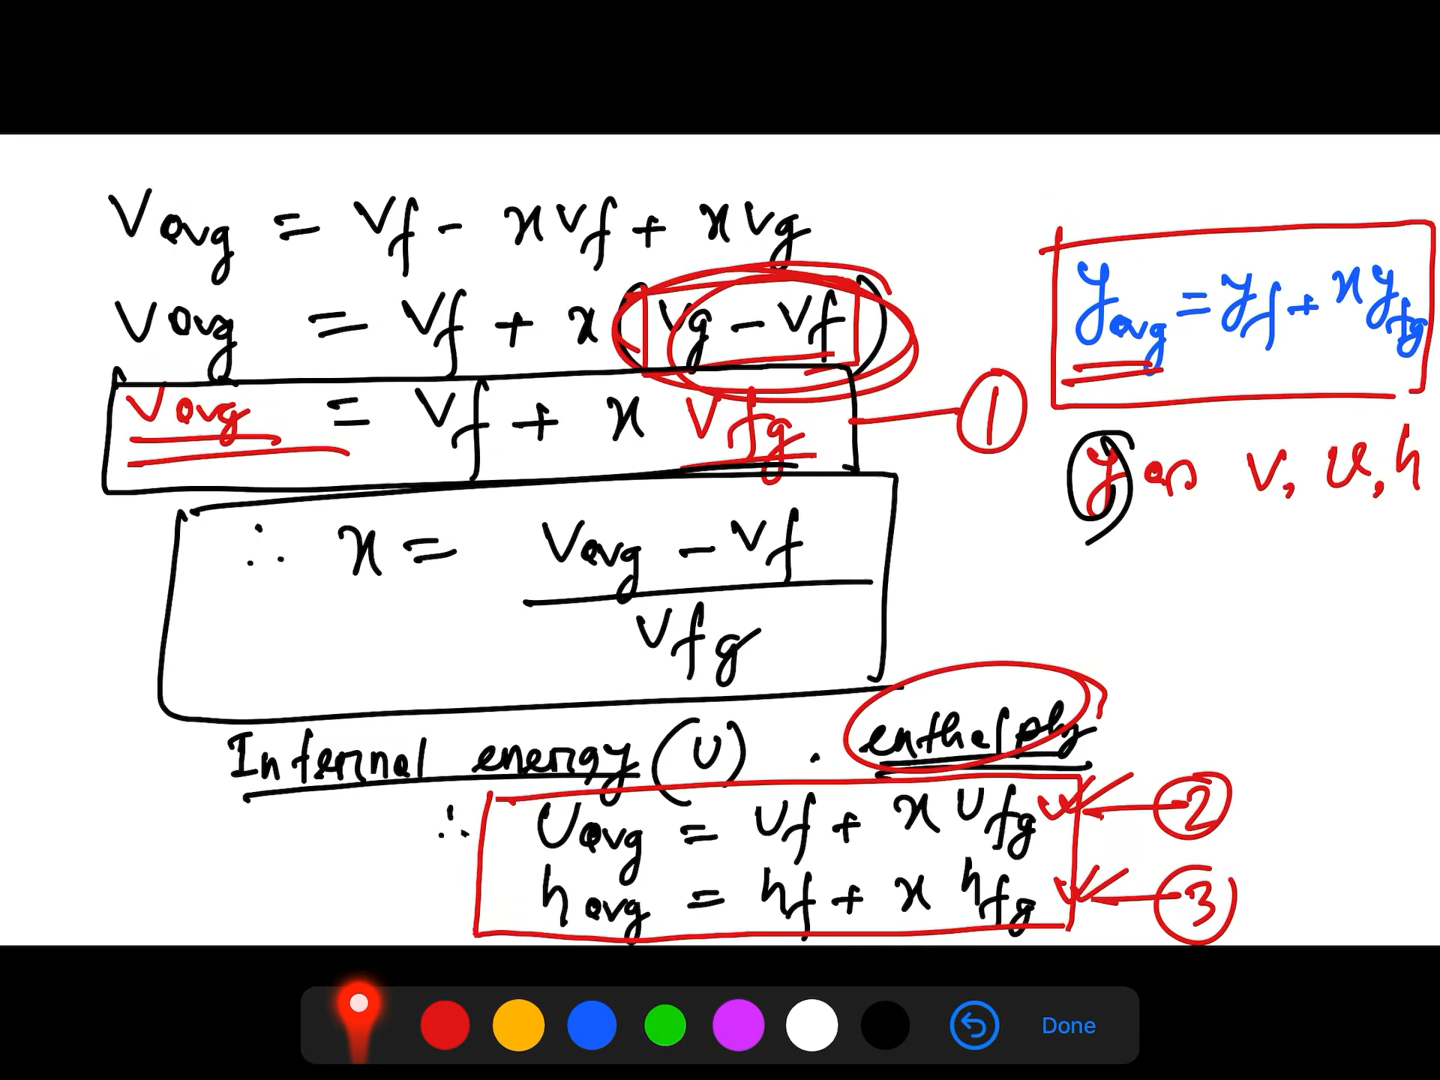 Vavg = Vf - xVf + xVg
Vavg = Vf + x (Vg - Vf)
Vavg = Vf + x Vfg
1
yavg = yf + x yfg
y as V, u, h
∴ x = Vavg - Vf / Vfg
Internal energy (U) . enthalpy
∴ Uavg = Uf + x Ufg 2
havg = hf + x hfg 3
Done